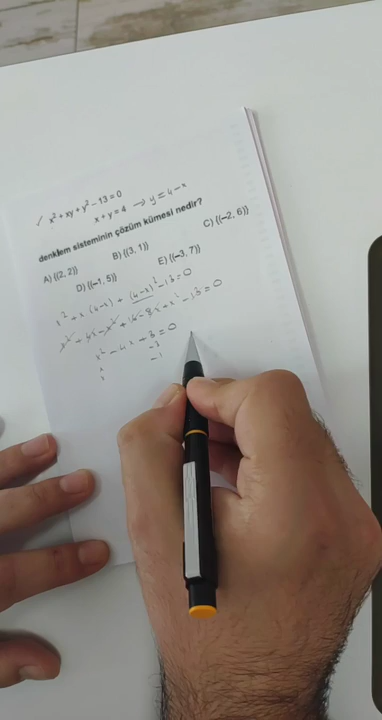 ✓ x² + xy + y² – 13 = 0
x + y = 4 → y = 4 - x
denklem sisteminin çözüm kümesi nedir?
A) {(2, 2)} B) {(3, 1)} C) {(–2, 6)}
D) {(–1, 5)} E) {(–3, 7)}
x² + x (4-x) + (4-x)² - 13 = 0
x² + 4x - x² + 16 - 8x + x² - 13 = 0
x² - 4x + 3 = 0
x -3
x -1